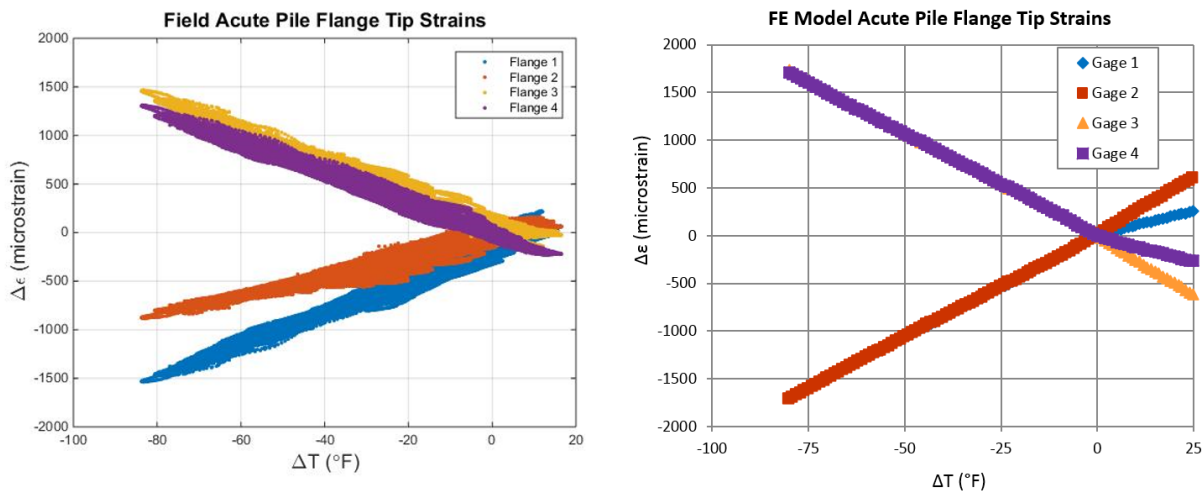 Field Acute Pile Flange Tip Strains
2000
1500
1000
500
0
-500
-1000
-1500
-2000
Δϵ (microstrain)
Flange 1
Flange 2
Flange 3
Flange 4
-100
-80
-60
-40
-20
0
20
ΔT (°F)
FE Model Acute Pile Flange Tip Strains
2000
1500
1000
500
0
-500
-1000
-1500
-2000
Δε (microstrain)
Gage 1
Gage 2
Gage 3
Gage 4
-100
-75
-50
-25
0
25
ΔT (°F)